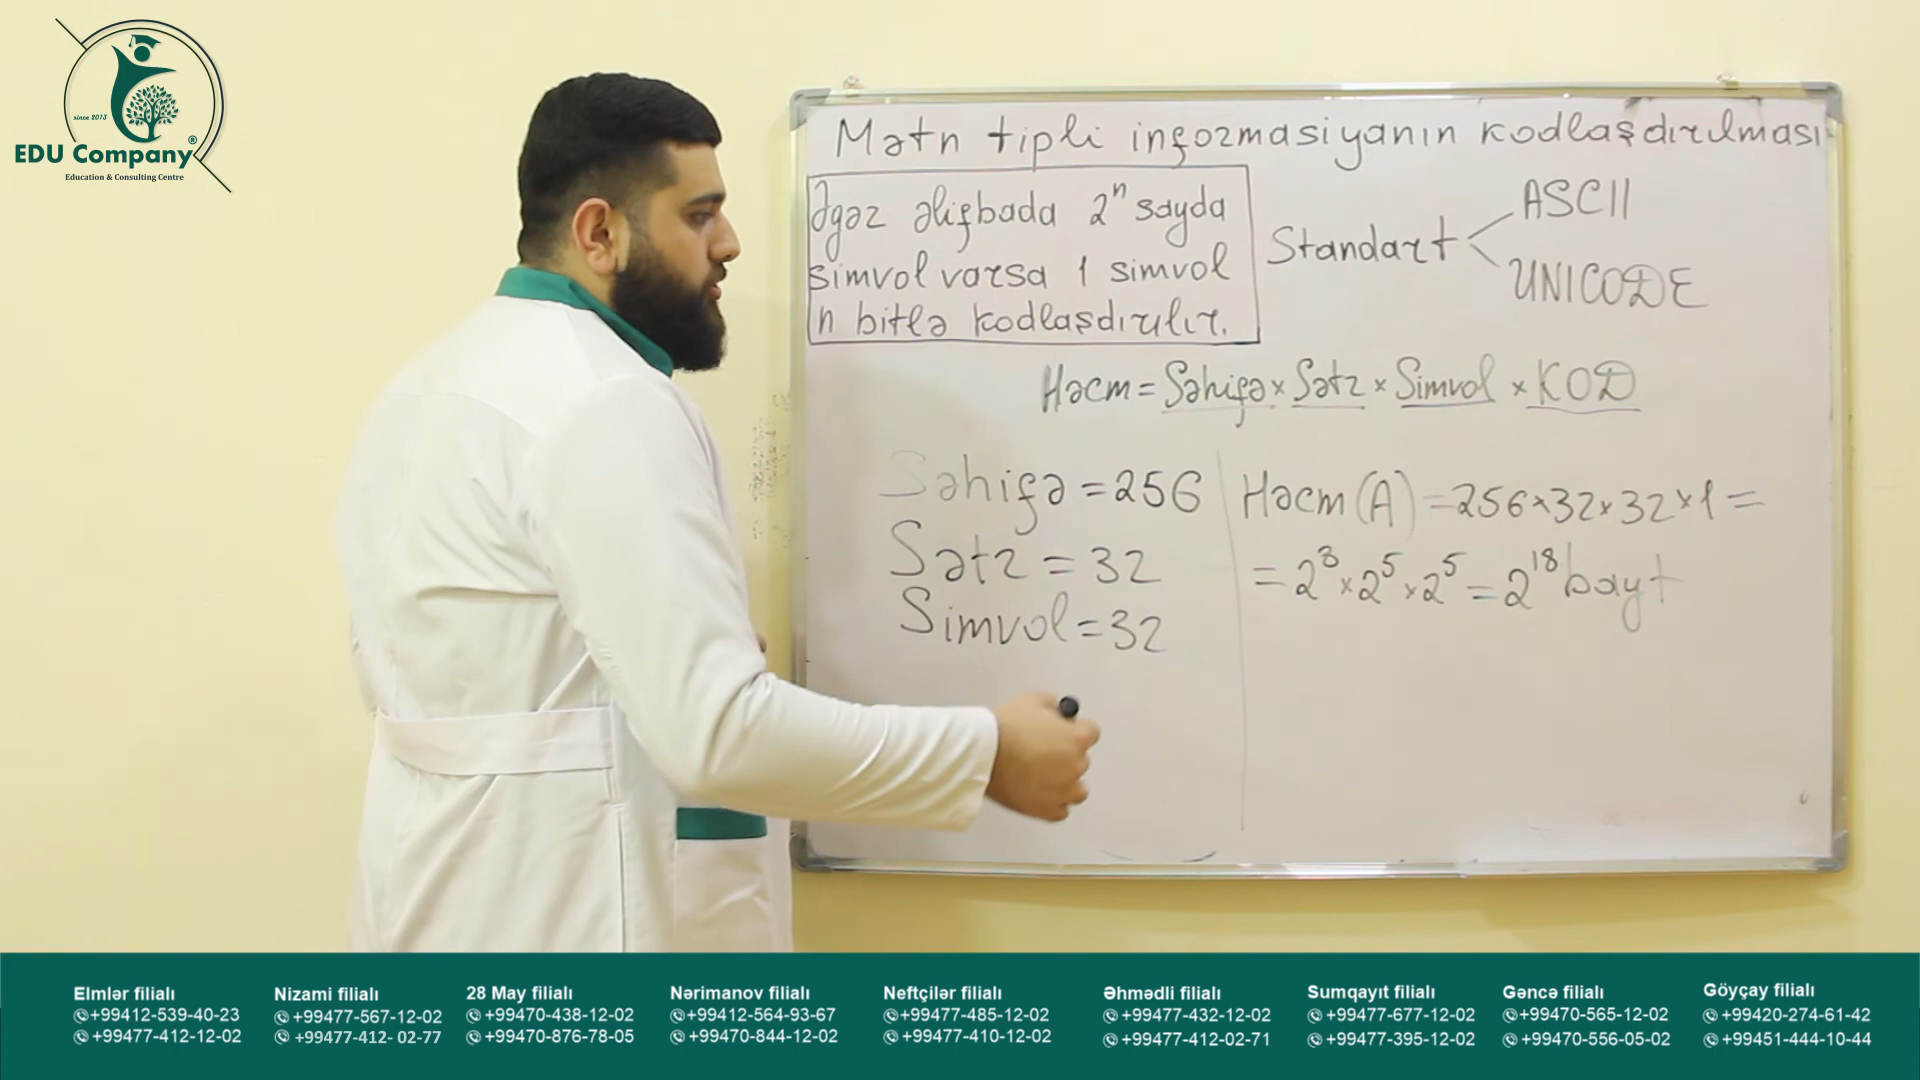 since 2013
EDU Company®
Education & Consulting Centre
Mətn tipli informasiyanın kodlaşdırılması
Əgər əlifbada 2ⁿ sayda
simvol varsa 1 simvol
n bitlə kodlaşdırılır.
Standart
ASCII
UNICODE
Həcm = Səhifə × Sətr × Simvol × KOD
Səhifə = 256
Sətr = 32
Simvol = 32
Həcm (A) = 256 × 32 × 32 × 1 =
= 2⁸ × 2⁵ × 2⁵ = 2¹⁸ bayt
Elmlər filialı
+99412-539-40-23
+99477-412-12-02
Nizami filialı
+99477-567-12-02
+99477-412- 02-77
28 May filialı
+99470-438-12-02
+99470-876-78-05
Nərimanov filialı
+99412-564-93-67
+99470-844-12-02
Neftçilər filialı
+99477-485-12-02
+99477-410-12-02
Əhmədli filialı
+99477-432-12-02
+99477-412-02-71
Sumqayıt filialı
+99477-677-12-02
+99477-395-12-02
Gəncə filialı
+99470-565-12-02
+99470-556-05-02
Göyçay filialı
+99420-274-61-42
+99451-444-10-44